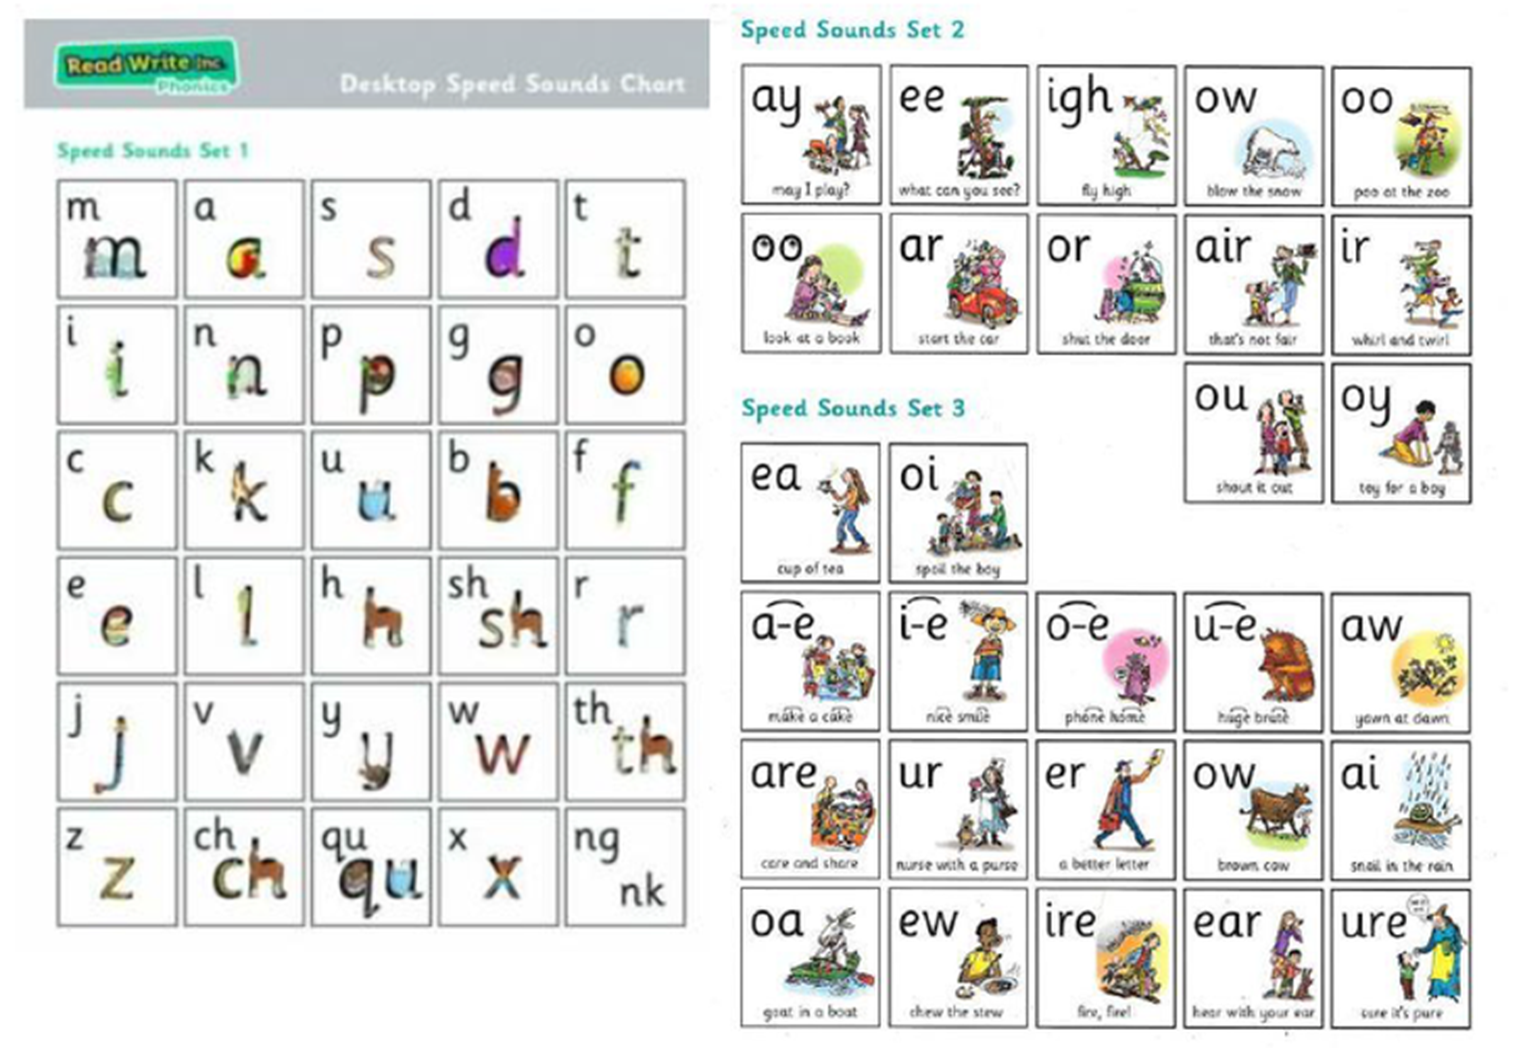 Read Write Inc.
Phonics
Desktop Speed Sounds Chart
Speed Sounds Set 1
m a s d t
m a s d t
i n p g o
i n p g o
c k u b f
c k u b f
e l h sh r
e l h sh r
j v y w th
j v y w th
z ch qu x ng
z ch qu x nk
Speed Sounds Set 2
ay ee igh ow oo
may I play? what can you see? fly high blow the snow poo at the zoo
oo ar or air ir
look at a book start the car shut the door that's not fair whirl and twirl
ou oy
shout it out toy for a boy
Speed Sounds Set 3
ea oi
cup of tea spoil the boy
a-e i-e o-e u-e aw
make a cake nice smile phone home huge brute yawn at dawn
are ur er ow ai
care and share nurse with a purse a better letter brown cow snail in the rain
oa ew ire ear ure
goat in a boat chew the stew fire, fire! hear with your ear cure it's pure